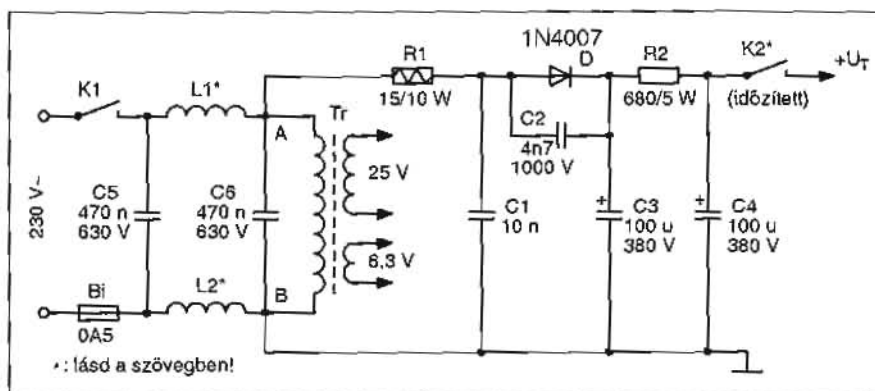 1N4007
R1
D
R2
K2*
+U_T
15/10 W
680/5 W
(időzített)
K1
L1*
A
Tr
C2
4n7
1000 V
230 V~
C5
470 n
630 V
C6
470 n
630 V
25 V
C1
10 n
+
C3
100 u
380 V
+
C4
100 u
380 V
6,3 V
Bi
0A5
L2*
B
*: lásd a szövegben!